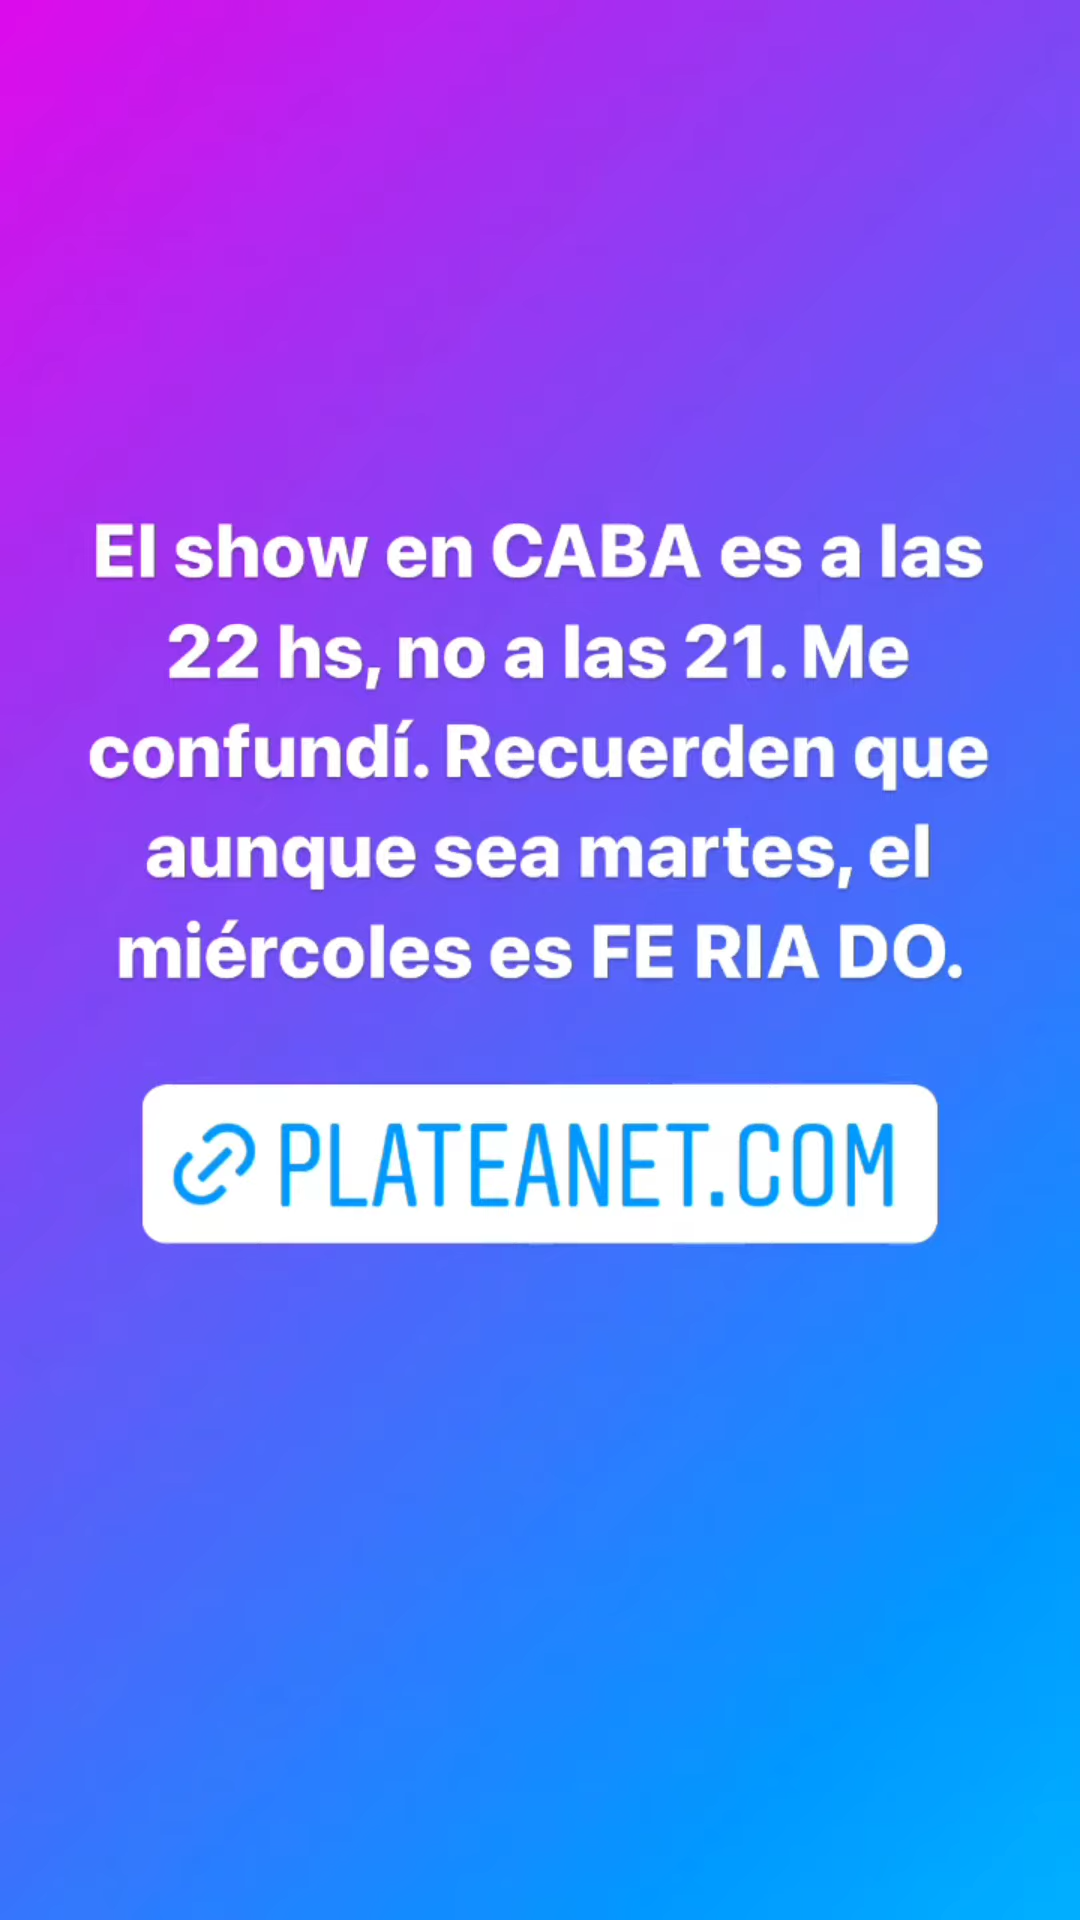 El show en CABA es a las
22 hs, no a las 21. Me
confundí. Recuerden que
aunque sea martes, el
miércoles es FE RIA DO.
PLATEANET.COM